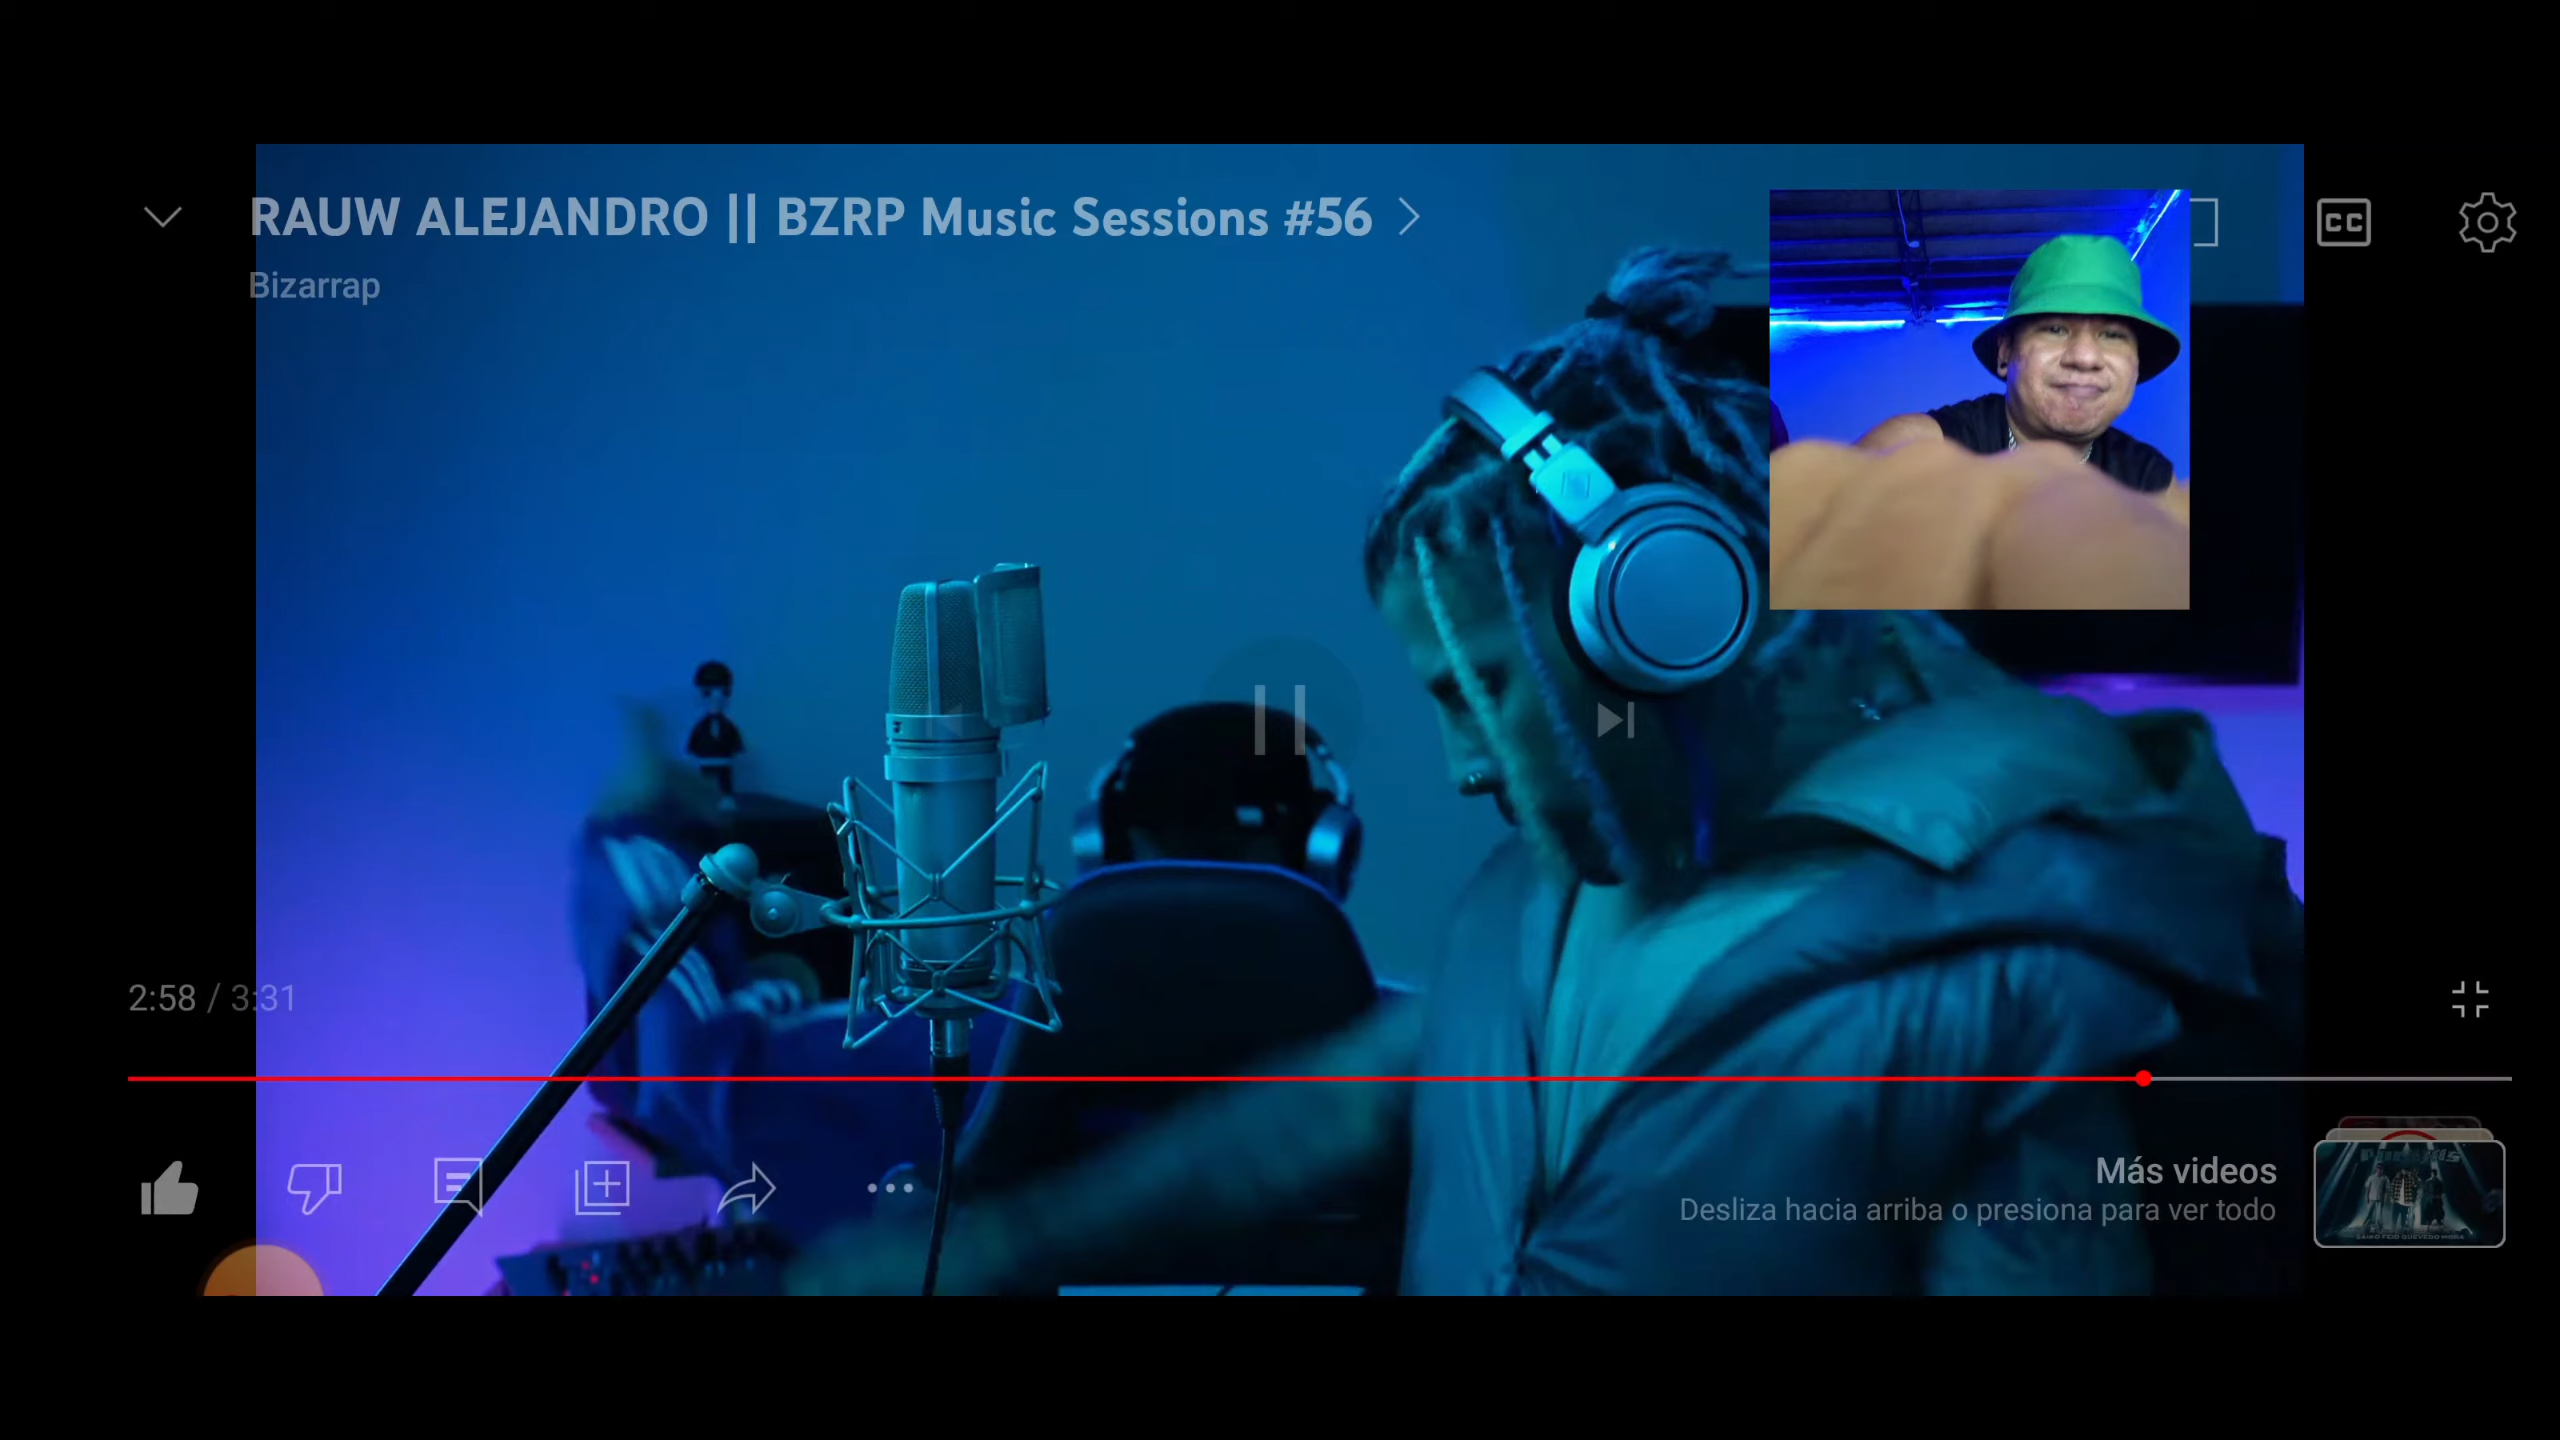 RAUW ALEJANDRO || BZRP Music Sessions #56
Bizarrap
CC
2:58 / 3:31
Más videos
Desliza hacia arriba o presiona para ver todo